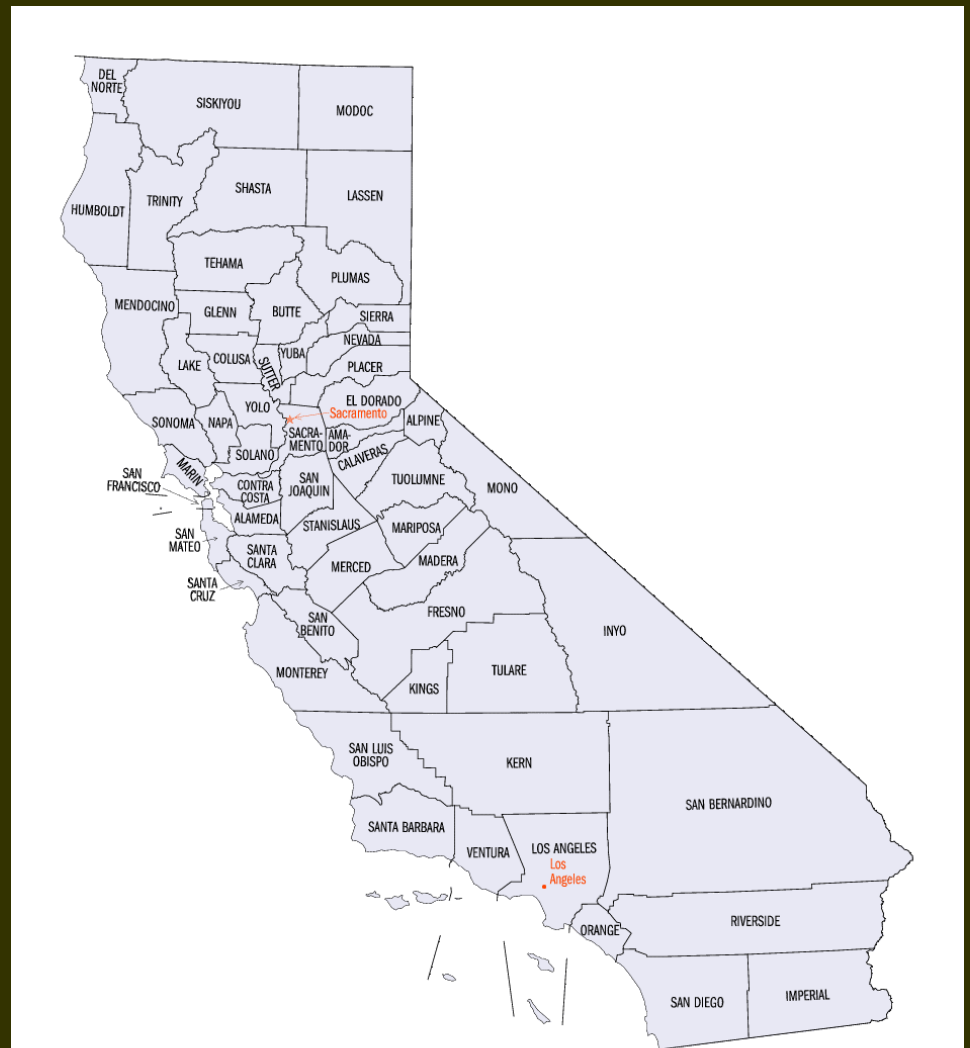 DEL
NORTE
SISKIYOU
MODOC
HUMBOLDT
TRINITY
SHASTA
LASSEN
TEHAMA
PLUMAS
MENDOCINO
GLENN
BUTTE
SIERRA
LAKE
COLUSA
SUTTER
YUBA
NEVADA
PLACER
SONOMA
NAPA
YOLO
EL DORADO
Sacramento
ALPINE
SACRA-
MENTO
AMA-
DOR
SOLANO
MARIN
CALAVERAS
SAN
FRANCISCO
CONTRA
COSTA
SAN
JOAQUIN
TUOLUMNE
MONO
ALAMEDA
STANISLAUS
MARIPOSA
SAN
MATEO
SANTA
CLARA
MERCED
MADERA
SANTA
CRUZ
SAN
BENITO
FRESNO
INYO
MONTEREY
KINGS
TULARE
SAN LUIS
OBISPO
KERN
SAN BERNARDINO
SANTA BARBARA
VENTURA
LOS ANGELES
Los
Angeles
ORANGE
RIVERSIDE
SAN DIEGO
IMPERIAL